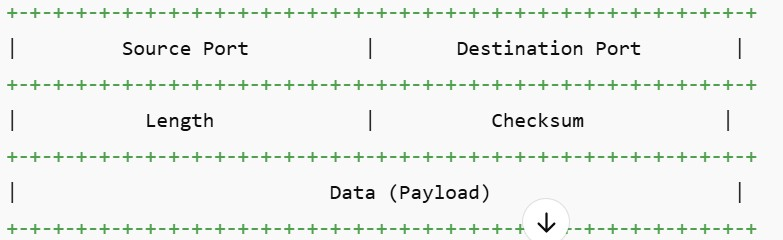 +-+-+-+-+-+-+-+-+-+-+-+-+-+-+-+-+-+-+-+-+-+-+-+-+-+-+-+-+-+-+-+-+
| Source Port | Destination Port |
+-+-+-+-+-+-+-+-+-+-+-+-+-+-+-+-+-+-+-+-+-+-+-+-+-+-+-+-+-+-+-+-+
| Length | Checksum |
+-+-+-+-+-+-+-+-+-+-+-+-+-+-+-+-+-+-+-+-+-+-+-+-+-+-+-+-+-+-+-+-+
| Data (Payload) |
+-+-+-+-+-+-+-+-+-+-+-+-+-+-+-+-+-+-+-+-+-+-+ -+-+-+-+-+-+-+-+